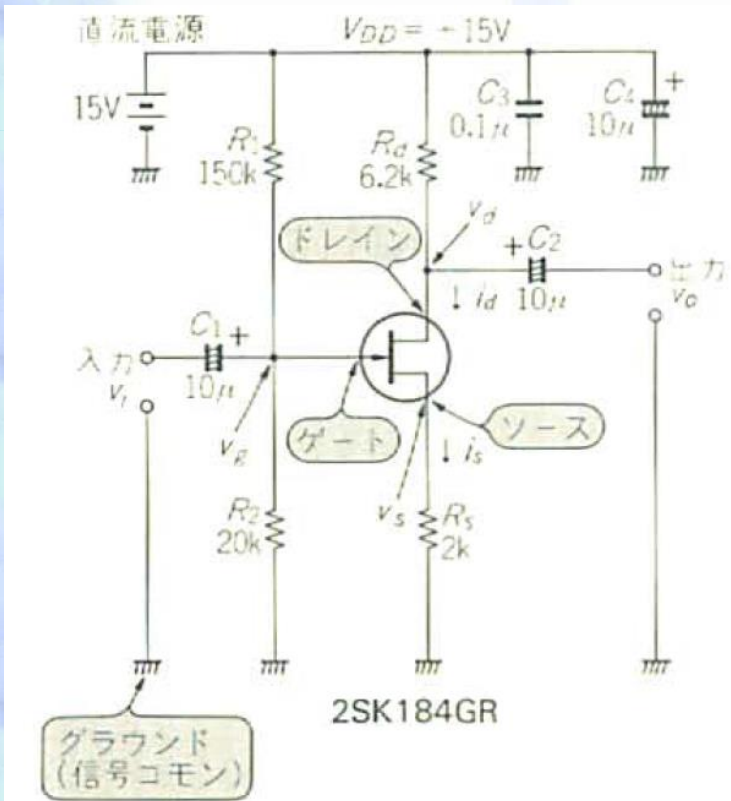 直流電源
V_DD = +15V
15V
R1
150k
Rd
6.2k
C3
0.1μ
C4
+
10μ
vd
ドレイン
+
C2
10μ
↓ id
出力
vo
C1
+
10μ
入力
vi
vg
ゲート
ソース
↓ is
vs
R2
20k
Rs
2k
2SK184GR
グラウンド
(信号コモン)